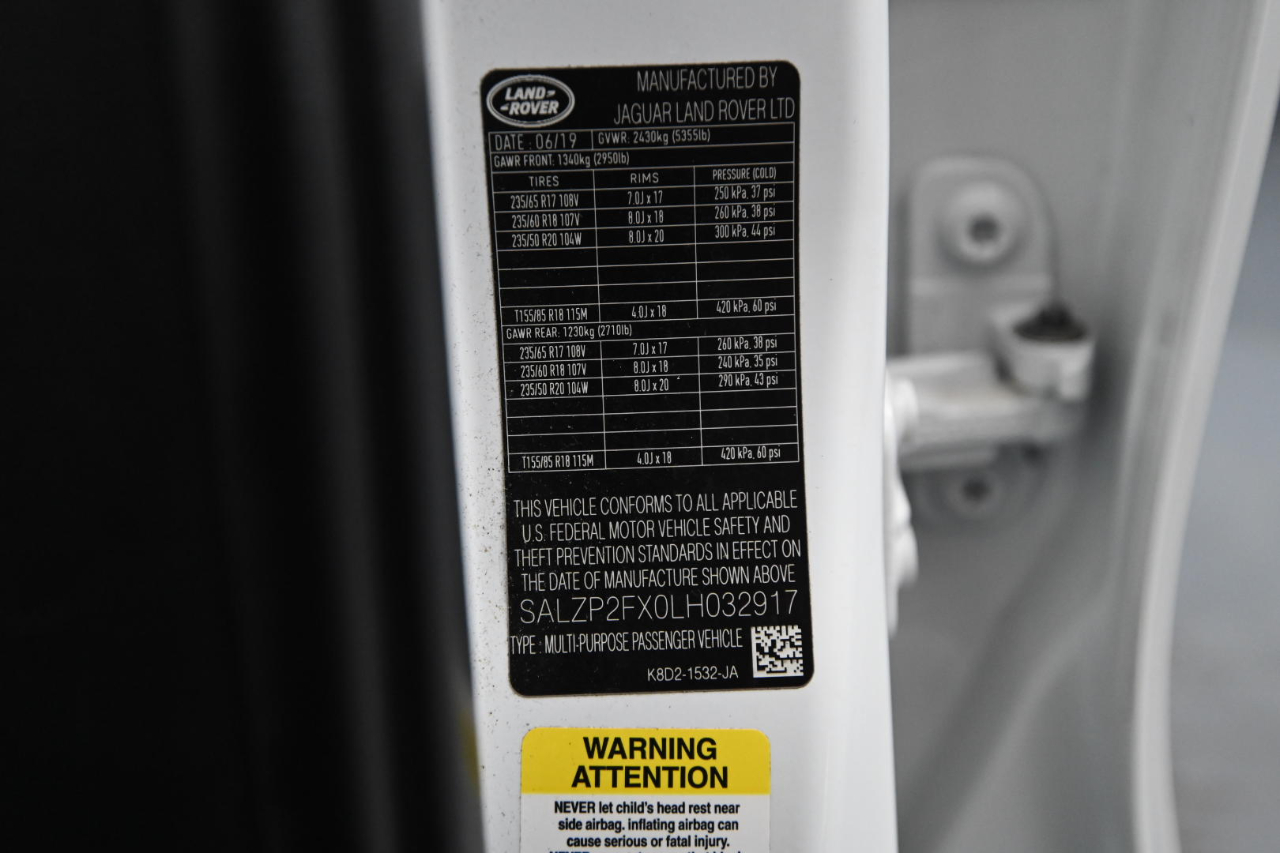 LAND-
-ROVER
MANUFACTURED BY
JAGUAR LAND ROVER LTD
DATE : 06/19 GVWR: 2430kg (5355lb)
GAWR FRONT: 1340kg (2950lb)
TIRES RIMS PRESSURE (COLD)
235/65 R17 108V 7.0J x 17 250 kPa, 37 psi
235/60 R18 107V 8.0J x 18 260 kPa, 38 psi
235/50 R20 104W 8.0J x 20 300 kPa, 44 psi
T155/85 R18 115M 4.0J x 18 420 kPa, 60 psi
GAWR REAR: 1230kg (2710lb)
235/65 R17 108V 7.0J x 17 260 kPa, 38 psi
235/60 R18 107V 8.0J x 18 240 kPa, 35 psi
235/50 R20 104W 8.0J x 20 290 kPa, 43 psi
T155/85 R18 115M 4.0J x 18 420 kPa, 60 psi
THIS VEHICLE CONFORMS TO ALL APPLICABLE
U.S. FEDERAL MOTOR VEHICLE SAFETY AND
THEFT PREVENTION STANDARDS IN EFFECT ON
THE DATE OF MANUFACTURE SHOWN ABOVE
SALZP2FX0LH032917
TYPE : MULTI-PURPOSE PASSENGER VEHICLE
K8D2-1532-JA
WARNING
ATTENTION
NEVER let child's head rest near
side airbag. inflating airbag can
cause serious or fatal injury.